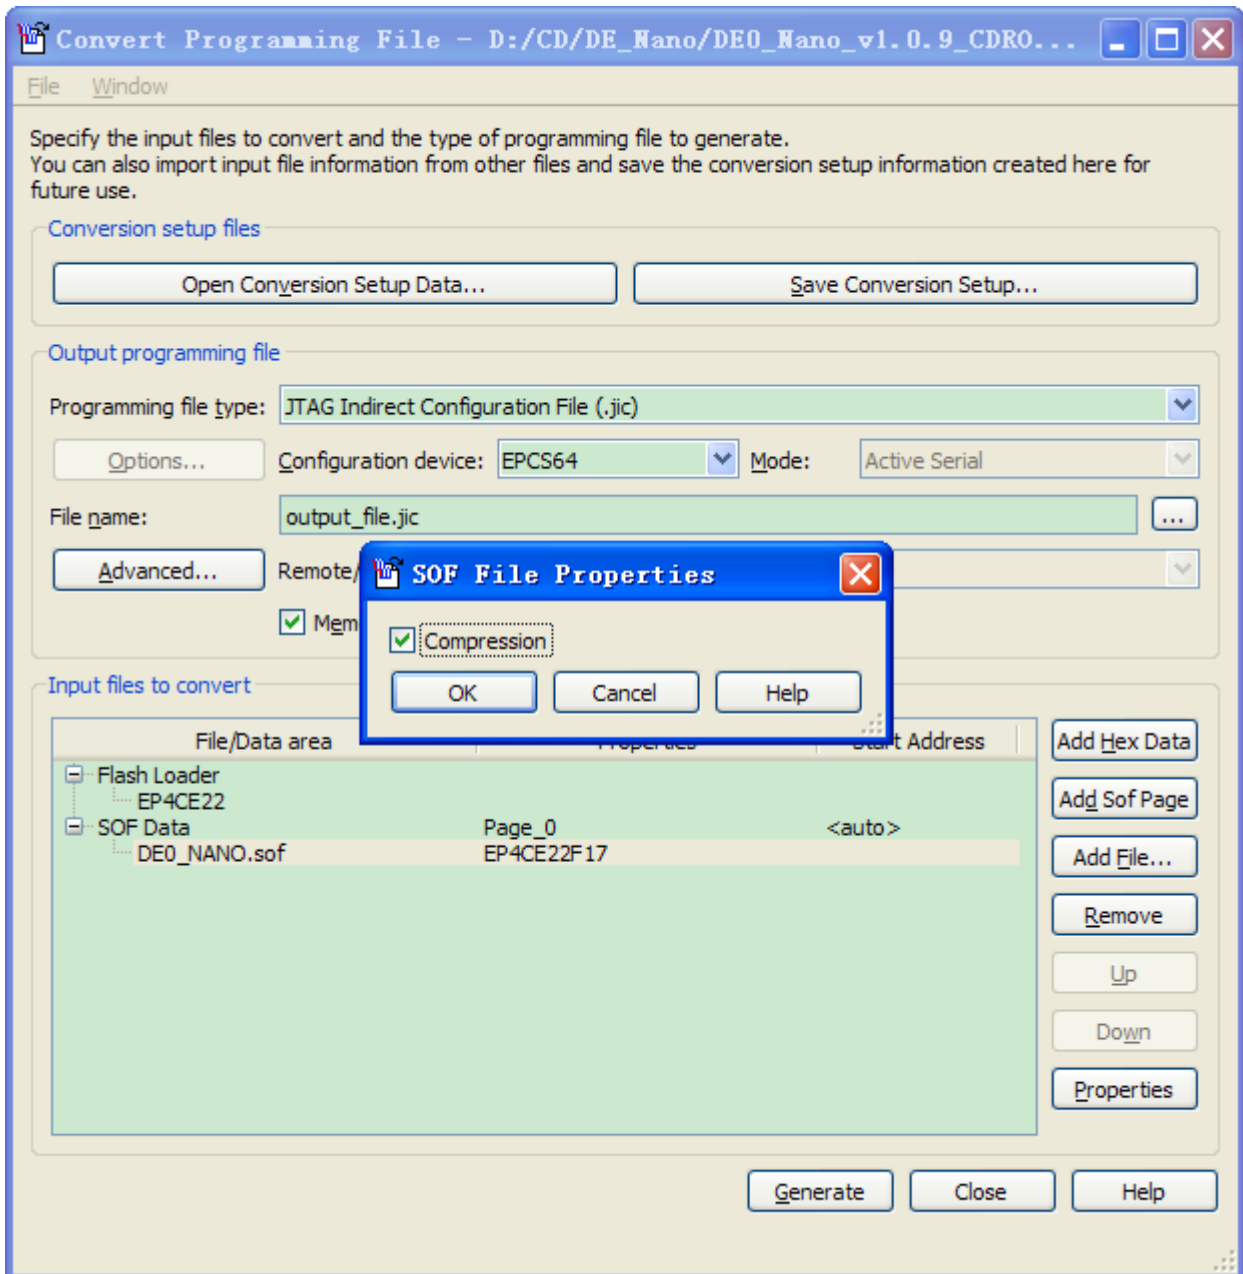 Convert Programming File - D:/CD/DE_Nano/DE0_Nano_v1.0.9_CDRO...
File Window
Specify the input files to convert and the type of programming file to generate.
You can also import input file information from other files and save the conversion setup information created here for
future use.
Conversion setup files
Open Conversion Setup Data... Save Conversion Setup...
Output programming file
Programming file type: JTAG Indirect Configuration File (.jic)
Options... Configuration device: EPCS64 Mode: Active Serial
File name: output_file.jic ...
Advanced... Remote/
SOF File Properties
Mem
Compression
OK Cancel Help
Input files to convert
File/Data area Properties Start Address
Flash Loader
EP4CE22
SOF Data Page_0 <auto>
DE0_NANO.sof EP4CE22F17
Add Hex Data
Add Sof Page
Add File...
Remove
Up
Down
Properties
Generate Close Help